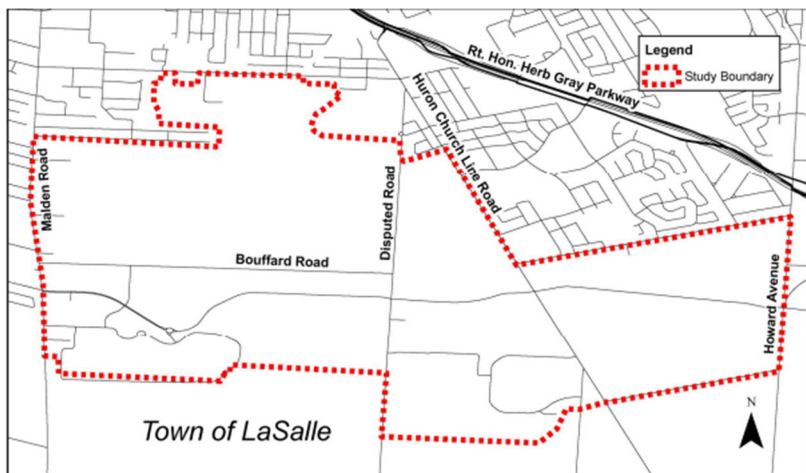 Legend
Study Boundary
Rt. Hon. Herb Gray Parkway
Huron Church Line Road
Malden Road
Disputed Road
Bouffard Road
Howard Avenue
Town of LaSalle
N